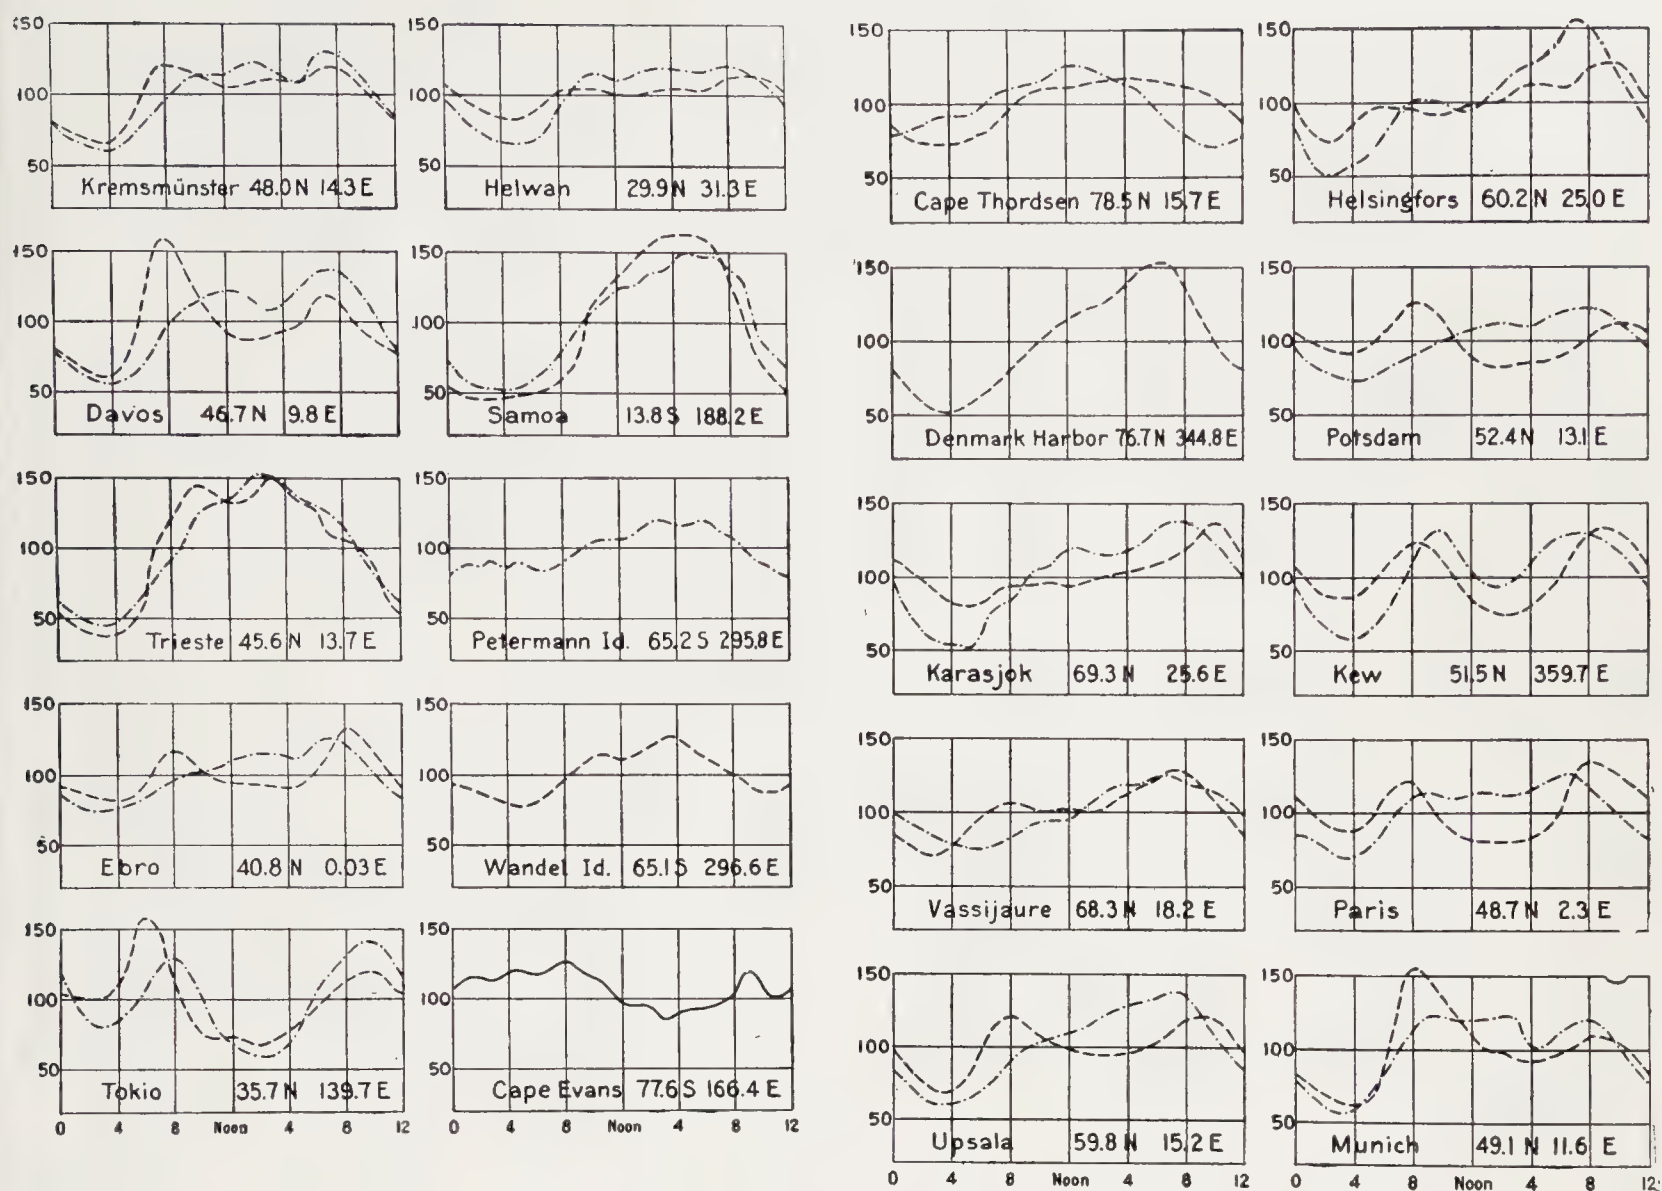 150
100
50
Kremsmünster 48.0 N 14.3 E
150
100
50
Helwan 29.9 N 31.3 E
150
100
50
Davos 46.7 N 9.8 E
150
100
50
Samoa 13.8 S 188.2 E
150
100
50
Trieste 45.6 N 13.7 E
150
100
50
Petermann Id. 65.2 S 295.8 E
150
100
50
Ebro 40.8 N 0.03 E
150
100
50
Wandel Id. 65.1 S 296.6 E
150
100
50
Tokio 35.7 N 139.7 E
0 4 8 Noon 4 8 12
150
100
50
Cape Evans 77.6 S 166.4 E
0 4 8 Noon 4 8 12
150
100
50
Cape Thordsen 78.5 N 15.7 E
150
100
50
Helsingfors 60.2 N 25.0 E
150
100
50
Denmark Harbor 76.7 N 344.8 E
150
100
50
Potsdam 52.4 N 13.1 E
150
100
50
Karasjok 69.3 N 25.6 E
150
100
50
Kew 51.5 N 359.7 E
150
100
50
Vassijaure 68.3 N 18.2 E
150
100
50
Paris 48.7 N 2.3 E
150
100
50
Upsala 59.8 N 15.2 E
0 4 8 Noon 4 8 12
150
100
50
Munich 49.1 N 11.6 E
0 4 8 Noon 4 8 12